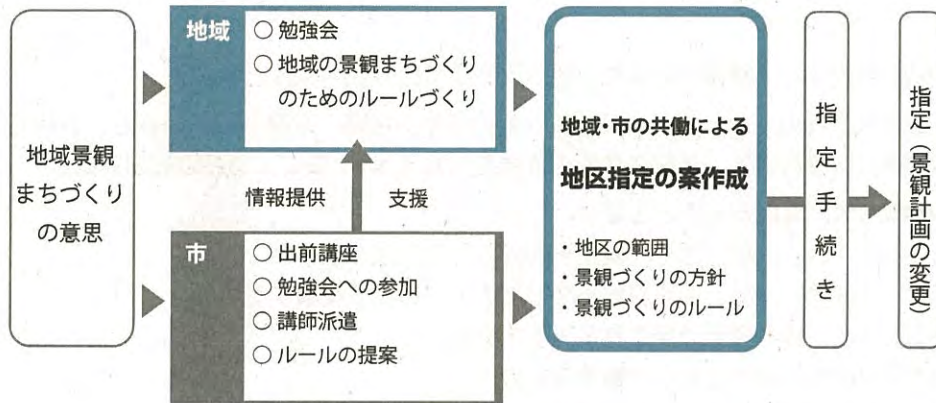 地域景観
まちづくり
の意思
地域
○ 勉強会
○ 地域の景観まちづくり
のためのルールづくり
情報提供
支援
市
○ 出前講座
○ 勉強会への参加
○ 講師派遣
○ ルールの提案
地域・市の共働による
地区指定の案作成
・地区の範囲
・景観づくりの方針
・景観づくりのルール
指定手続き
指定（景観計画の変更）